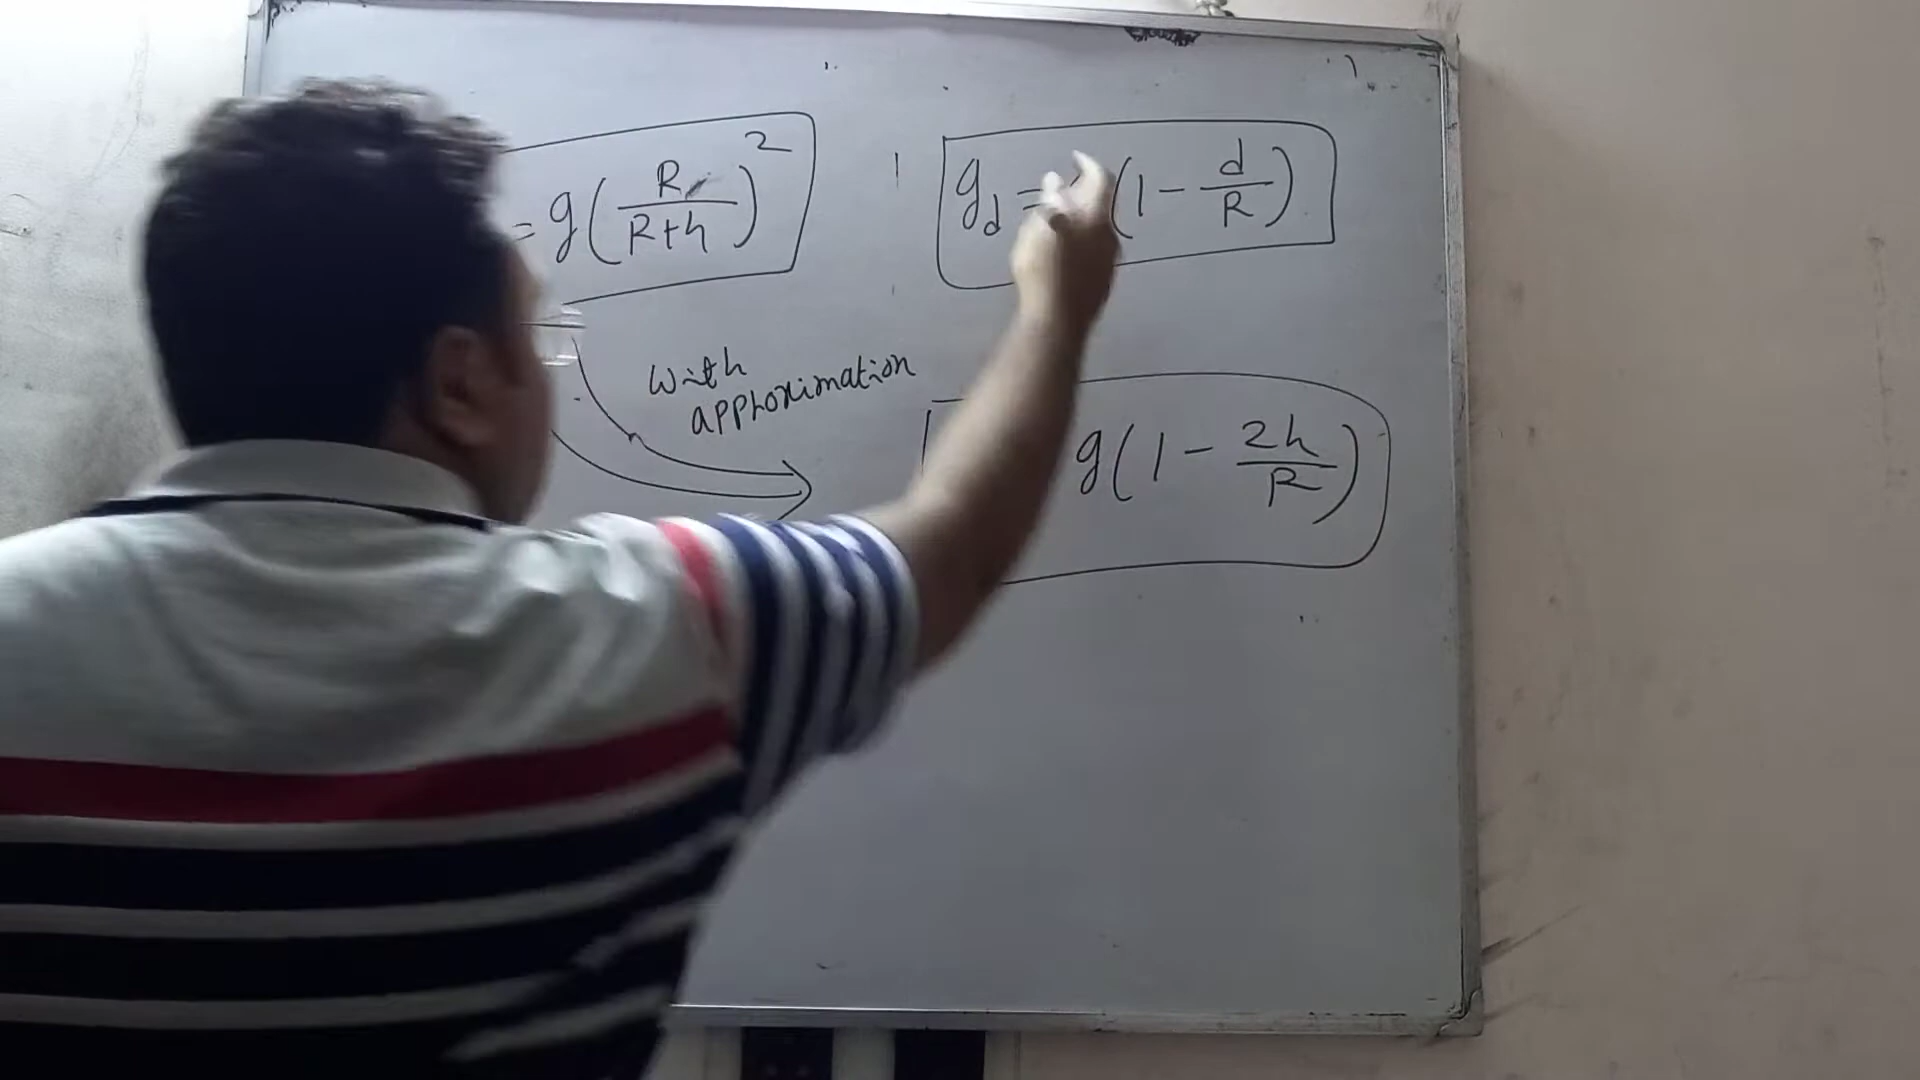 = g(R/(R+h))²
g_d = (1 - d/R)
with
approximation
g(1 - 2h/R)